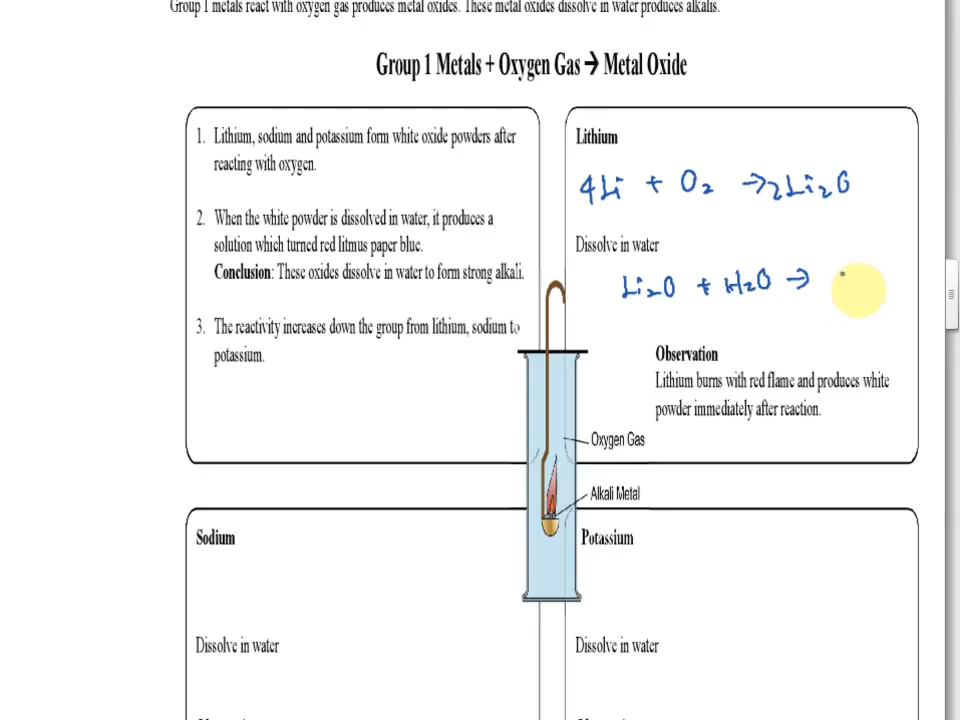 Group 1 metals react with oxygen gas produces metal oxides. These metal oxides dissolve in water produces alkalis.
Group 1 Metals + Oxygen Gas → Metal Oxide
1. Lithium, sodium and potassium form white oxide powders after
reacting with oxygen.
2. When the white powder is dissolved in water, it produces a
solution which turned red litmus paper blue.
Conclusion: These oxides dissolve in water to form strong alkali.
3. The reactivity increases down the group from lithium, sodium to
potassium.
Lithium
4Li + O₂ → 2Li₂O
Dissolve in water
Li₂O + H₂O →
Observation
Lithium burns with red flame and produces white
powder immediately after reaction.
Oxygen Gas
Alkali Metal
Sodium
Dissolve in water
Potassium
Dissolve in water